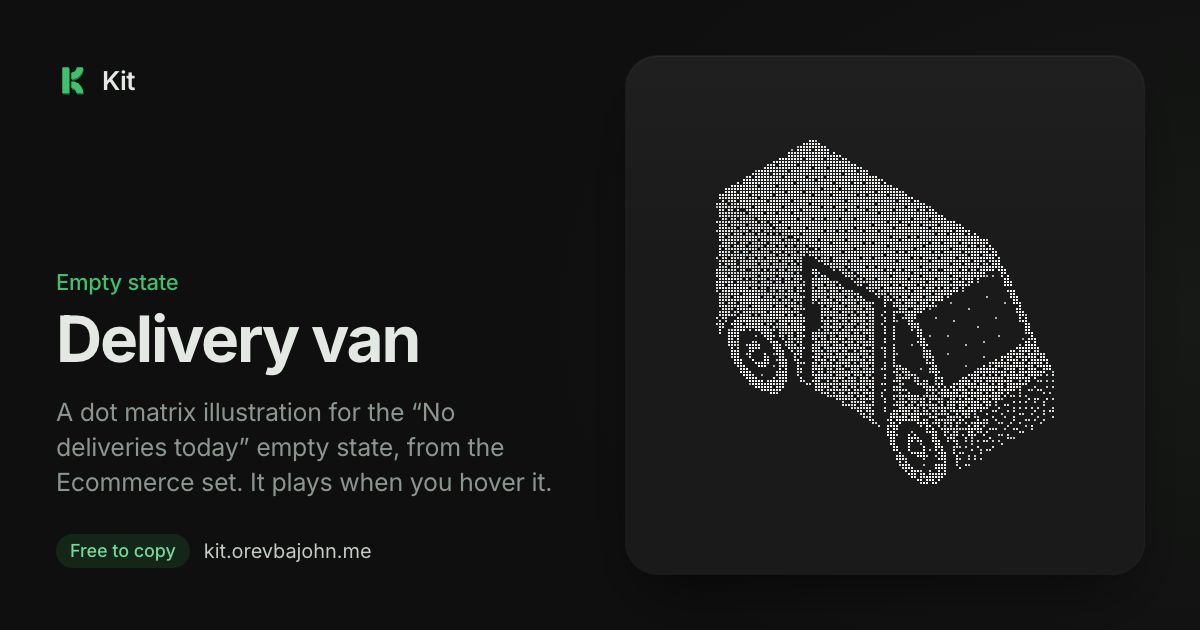 Kit
Empty state
Delivery van
A dot matrix illustration for the “No
deliveries today” empty state, from the
Ecommerce set. It plays when you hover it.
Free to copy
kit.orevbajohn.me